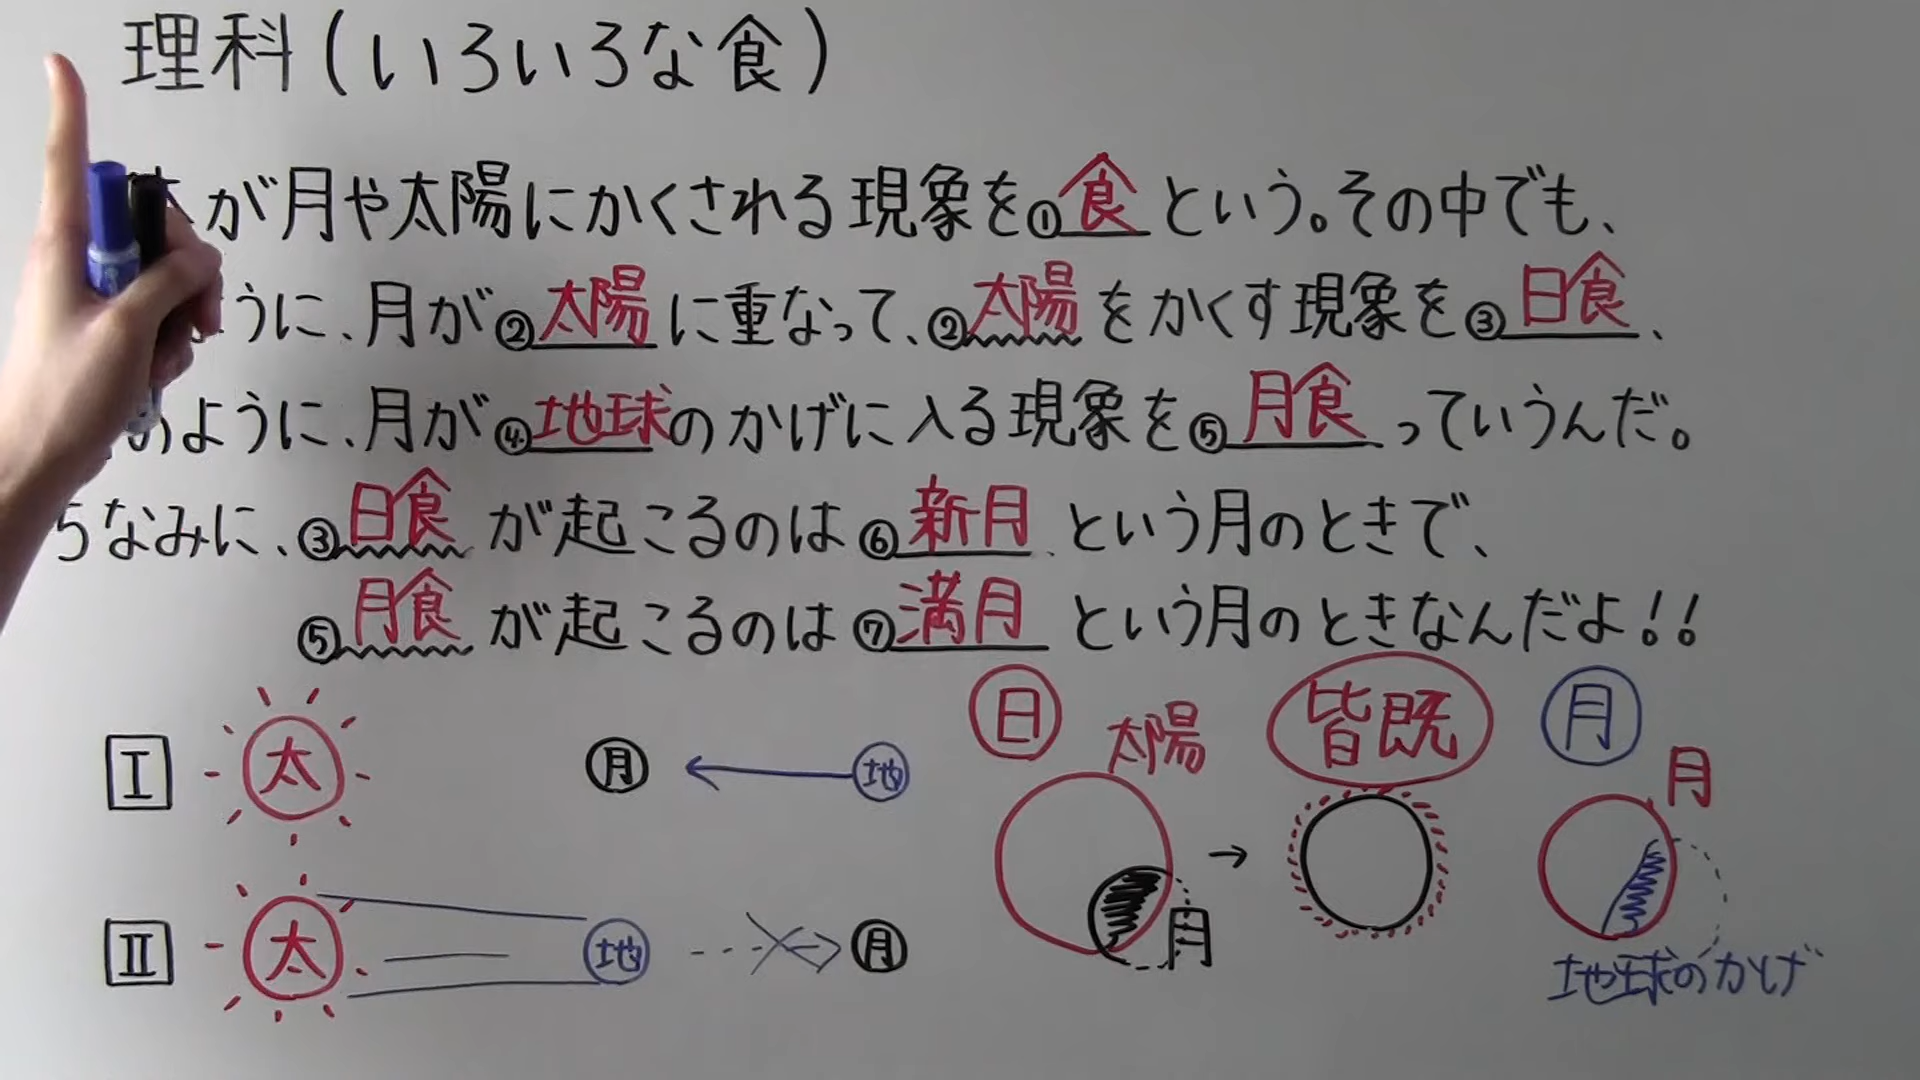 理科(いろいろな食)
が月や太陽にかくされる現象を①食という。その中でも、
ように、月が②太陽に重なって、②太陽をかくす現象を③日食、
のように、月が④地球のかげに入る現象を⑤月食っていうんだ。
ちなみに、③日食が起こるのは⑥新月という月のときで、
⑤月食が起こるのは⑦満月という月のときなんだよ!!
I 太 月 地
II 太 地 月
日 太陽 月
皆既
月 月 地球のかげ